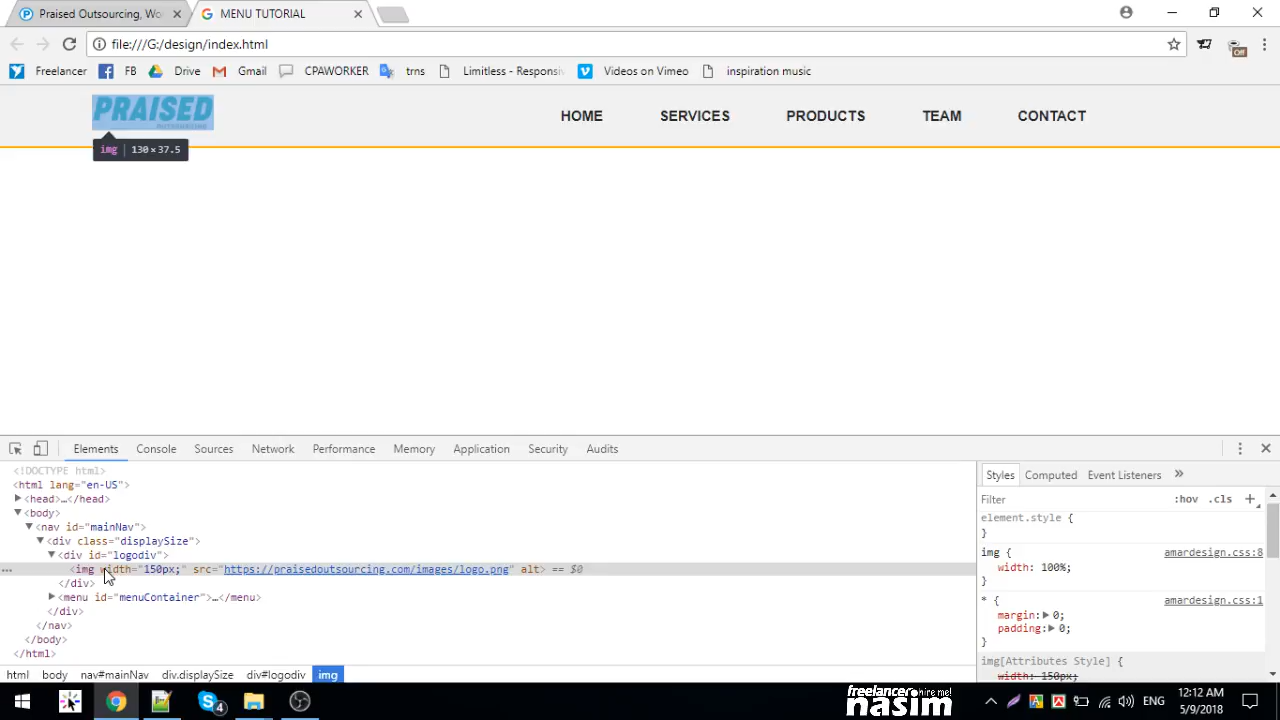 Praised Outsourcing, Wo
MENU TUTORIAL
file:///G:/design/index.html
Freelancer
FB
Drive
Gmail
CPAWORKER
trns
Limitless - Responsiv
Videos on Vimeo
inspiration music
Off
PRAISED
OUTSOURCING
HOME
SERVICES
PRODUCTS
TEAM
CONTACT
img | 130×37.5
Elements
Console
Sources
Network
Performance
Memory
Application
Security
Audits
<!DOCTYPE html>
<html lang="en-US">
<head>…</head>
<body>
<nav id="mainNav">
<div class="displaySize">
<div id="logodiv">
<img width="150px;" src="https://praisedoutsourcing.com/images/logo.png" alt> == $0
</div>
<menu id="menuContainer">…</menu>
</div>
</nav>
</body>
</html>
html body nav#mainNav div.displaySize div#logodiv img
Styles
Computed
Event Listeners
Filter
:hov .cls +
element.style {
}
img {
amardesign.css:8
width: 100%;
}
* {
amardesign.css:1
margin: 0;
padding: 0;
}
img[Attributes Style] {
width: 150px;
freelancer hire me!
nasim
ENG
12:12 AM
5/9/2018